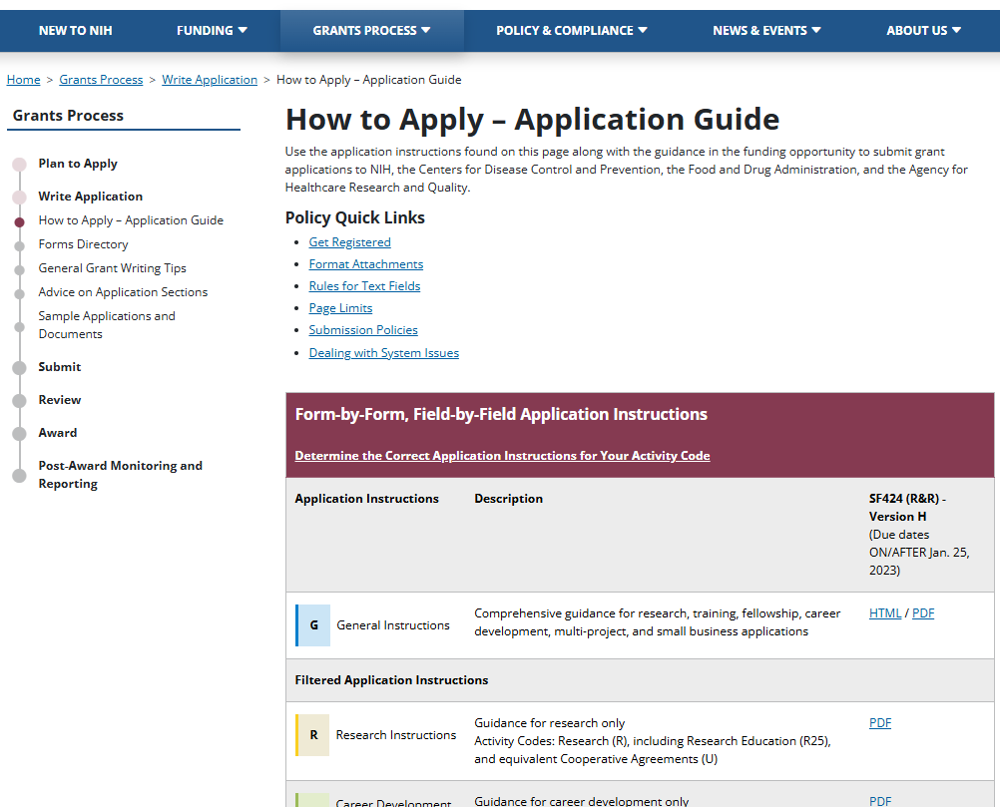 NEW TO NIH
FUNDING
GRANTS PROCESS
POLICY & COMPLIANCE
NEWS & EVENTS
ABOUT US
Home > Grants Process > Write Application > How to Apply – Application Guide
Grants Process
Plan to Apply
Write Application
How to Apply – Application Guide
Forms Directory
General Grant Writing Tips
Advice on Application Sections
Sample Applications and
Documents
Submit
Review
Award
Post-Award Monitoring and
Reporting
How to Apply – Application Guide
Use the application instructions found on this page along with the guidance in the funding opportunity to submit grant
applications to NIH, the Centers for Disease Control and Prevention, the Food and Drug Administration, and the Agency for
Healthcare Research and Quality.
Policy Quick Links
• Get Registered
• Format Attachments
• Rules for Text Fields
• Page Limits
• Submission Policies
• Dealing with System Issues
Form-by-Form, Field-by-Field Application Instructions
Determine the Correct Application Instructions for Your Activity Code
Application Instructions
Description
SF424 (R&R) -
Version H
(Due dates
ON/AFTER Jan. 25,
2023)
G
General Instructions
Comprehensive guidance for research, training, fellowship, career
development, multi-project, and small business applications
HTML / PDF
Filtered Application Instructions
R
Research Instructions
Guidance for research only
Activity Codes: Research (R), including Research Education (R25),
and equivalent Cooperative Agreements (U)
PDF
Career Development
Guidance for career development only
PDF